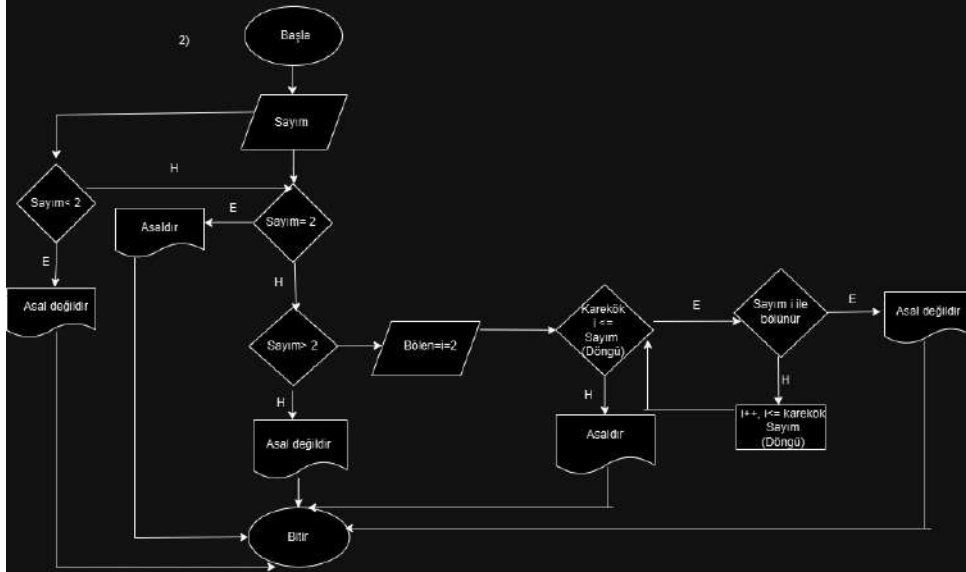 2)
Başla
Sayım
H
Sayım< 2
E
Asaldır
Sayım= 2
E
H
Asal değildir
Sayım> 2
Bölen=i=2
Karekök
i <=
Sayım
(Döngü)
E
Sayım i ile
bölünür
E
Asal değildir
H
H
H
Asal değildir
Asaldır
i++, i<= karekök
Sayım
(Döngü)
Bitir